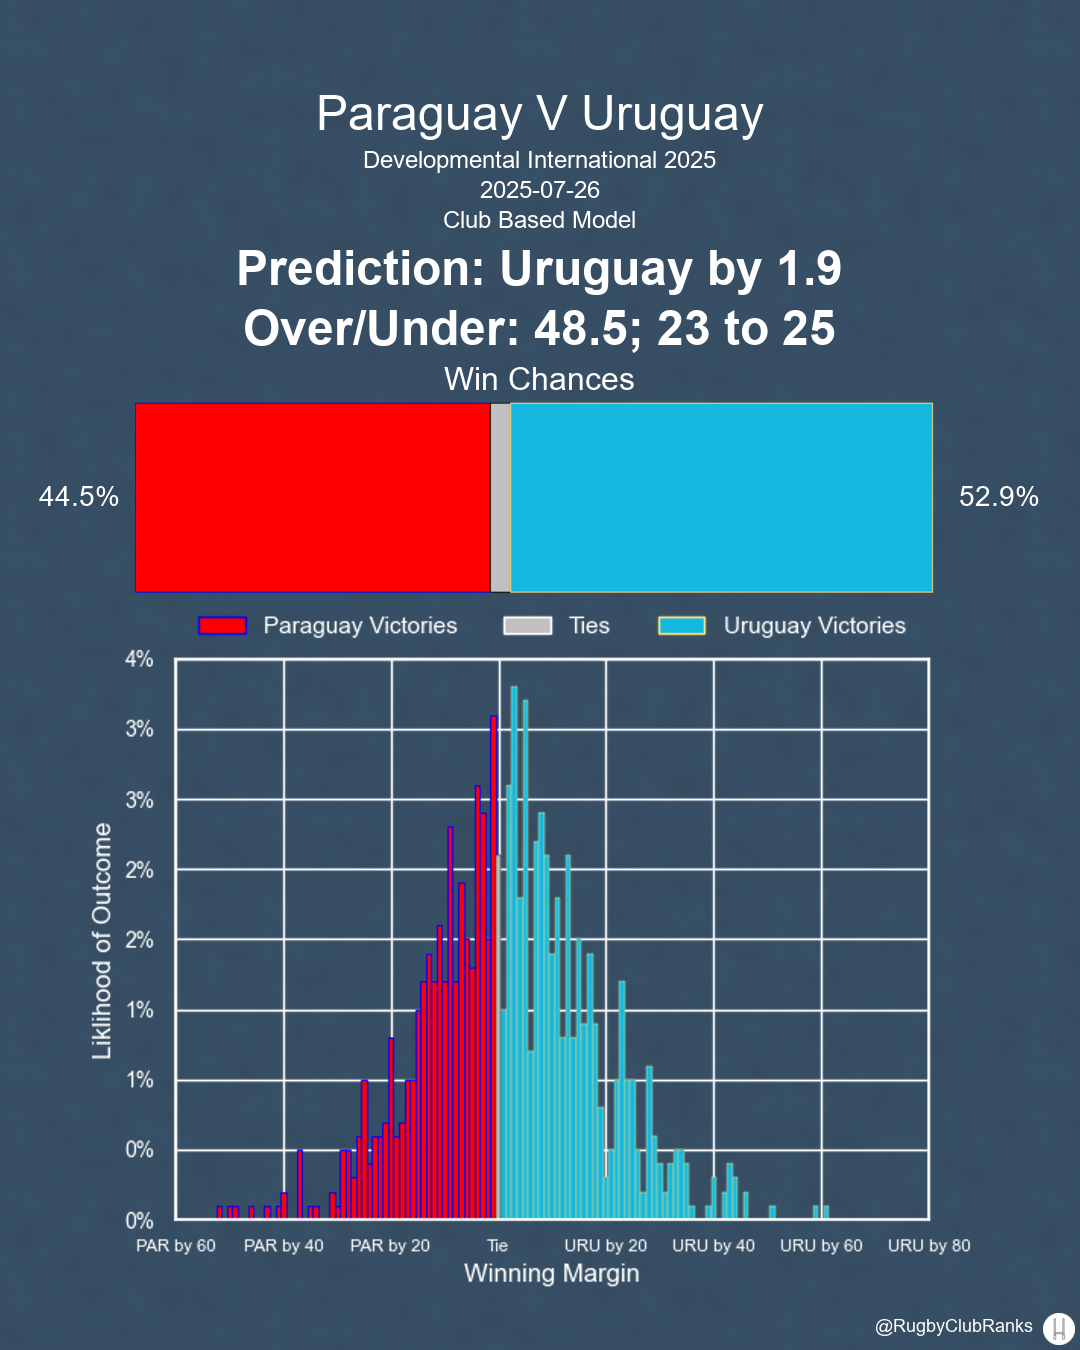 Paraguay V Uruguay
Developmental International 2025
2025-07-26
Club Based Model
Prediction: Uruguay by 1.9
Over/Under: 48.5; 23 to 25
Win Chances
44.5%
52.9%
Paraguay Victories
Ties
Uruguay Victories
4%
3%
3%
2%
2%
1%
1%
0%
0%
Liklihood of Outcome
PAR by 60
PAR by 40
PAR by 20
Tie
URU by 20
URU by 40
URU by 60
URU by 80
Winning Margin
@RugbyClubRanks